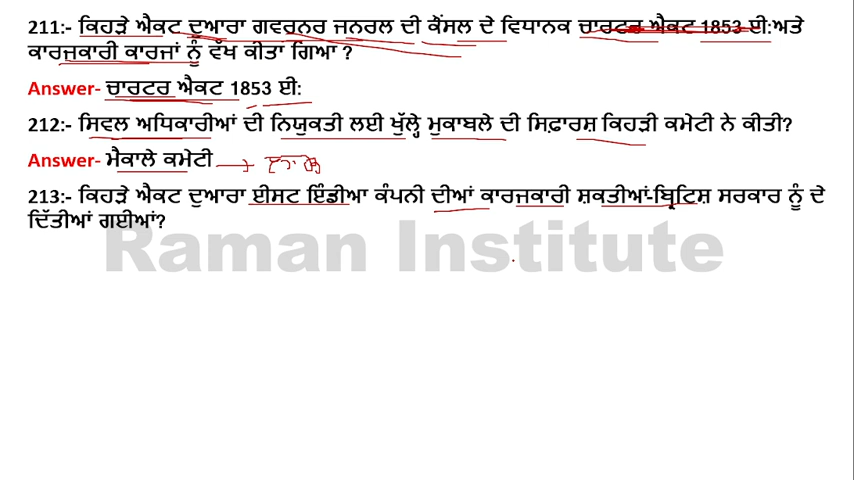 211:- ਕਿਹੜੇ ਐਕਟ ਦੁਆਰਾ ਗਵਰਨਰ ਜਨਰਲ ਦੀ ਕੌਂਸਲ ਦੇ ਵਿਧਾਨਕ ਚਾਰਟਰ ਐਕਟ 1853 ਈ:ਅਤੇ
ਕਾਰਜਕਾਰੀ ਕਾਰਜਾਂ ਨੂੰ ਵੱਖ ਕੀਤਾ ਗਿਆ ?
Answer- ਚਾਰਟਰ ਐਕਟ 1853 ਈ:
212:- ਸਿਵਲ ਅਧਿਕਾਰੀਆਂ ਦੀ ਨਿਯੁਕਤੀ ਲਈ ਖੁੱਲ੍ਹੇ ਮੁਕਾਬਲੇ ਦੀ ਸਿਫ਼ਾਰਸ਼ ਕਿਹੜੀ ਕਮੇਟੀ ਨੇ ਕੀਤੀ?
Answer- ਮੈਕਾਲੇ ਕਮੇਟੀ
213:- ਕਿਹੜੇ ਐਕਟ ਦੁਆਰਾ ਈਸਟ ਇੰਡੀਆ ਕੰਪਨੀ ਦੀਆਂ ਕਾਰਜਕਾਰੀ ਸ਼ਕਤੀਆਂ-ਬ੍ਰਿਟਿਸ਼ ਸਰਕਾਰ ਨੂੰ ਦੇ
ਦਿੱਤੀਆਂ ਗਈਆਂ?
Raman Institute